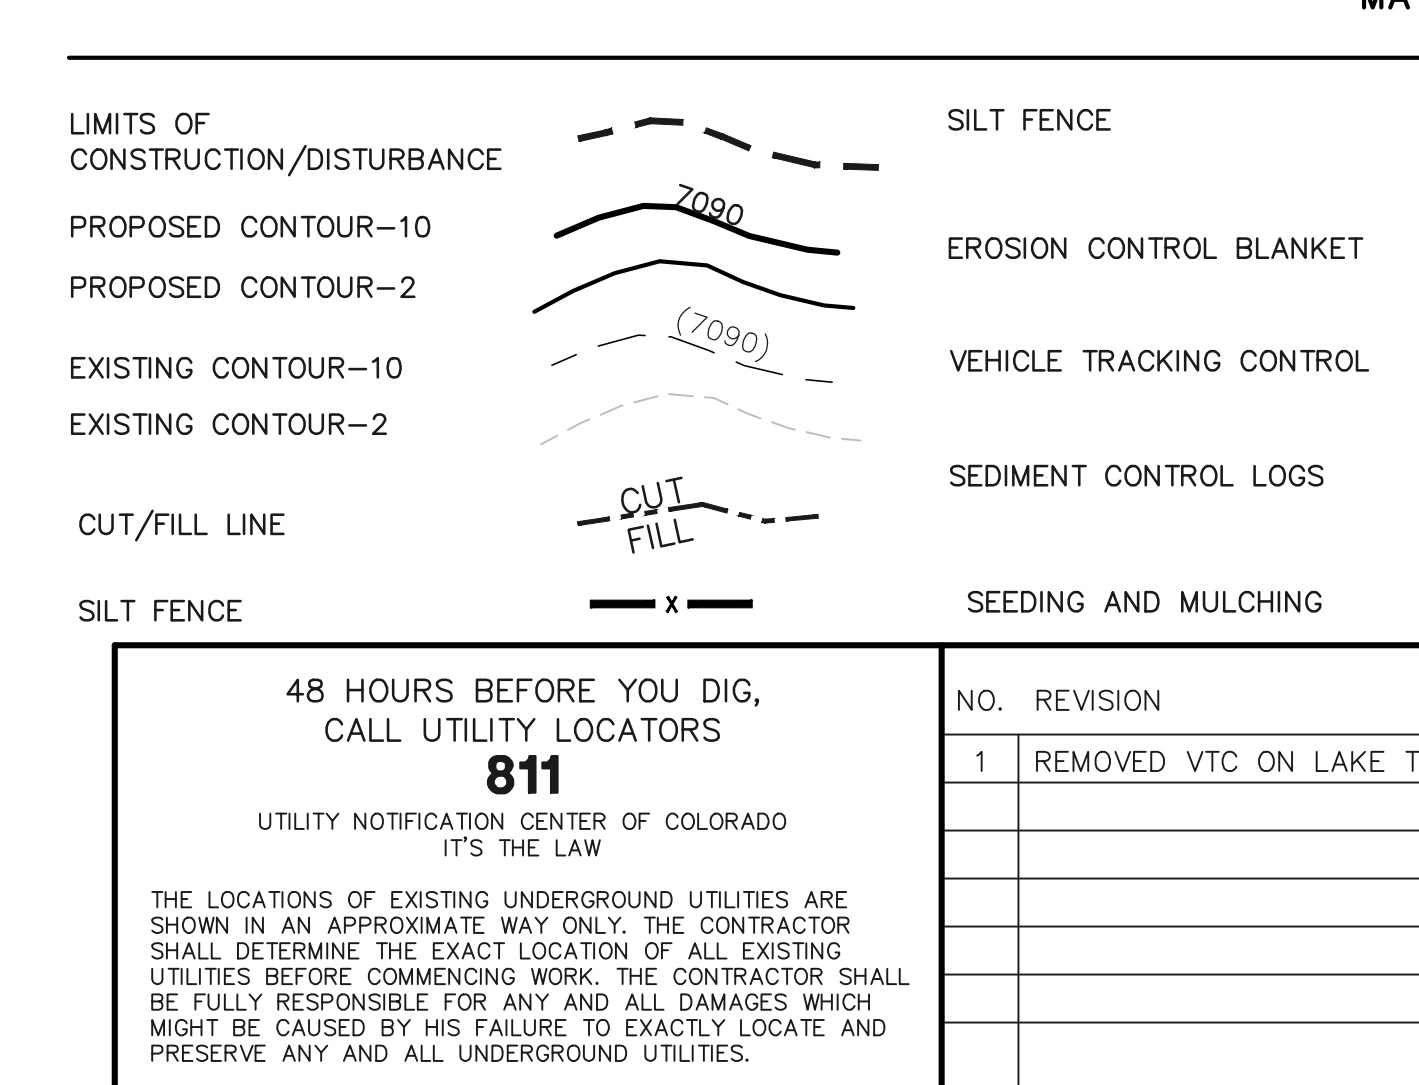 LIMITS OF
CONSTRUCTION/DISTURBANCE
PROPOSED CONTOUR-10
7090
PROPOSED CONTOUR-2
EXISTING CONTOUR-10
(7090)
EXISTING CONTOUR-2
CUT/FILL LINE
CUT
FILL
SILT FENCE
X
SILT FENCE
EROSION CONTROL BLANKET
VEHICLE TRACKING CONTROL
SEDIMENT CONTROL LOGS
SEEDING AND MULCHING
48 HOURS BEFORE YOU DIG,
CALL UTILITY LOCATORS
811
UTILITY NOTIFICATION CENTER OF COLORADO
IT'S THE LAW
THE LOCATIONS OF EXISTING UNDERGROUND UTILITIES ARE
SHOWN IN AN APPROXIMATE WAY ONLY. THE CONTRACTOR
SHALL DETERMINE THE EXACT LOCATION OF ALL EXISTING
UTILITIES BEFORE COMMENCING WORK. THE CONTRACTOR SHALL
BE FULLY RESPONSIBLE FOR ANY AND ALL DAMAGES WHICH
MIGHT BE CAUSED BY HIS FAILURE TO EXACTLY LOCATE AND
PRESERVE ANY AND ALL UNDERGROUND UTILITIES.
NO. REVISION
1 REMOVED VTC ON LAKE